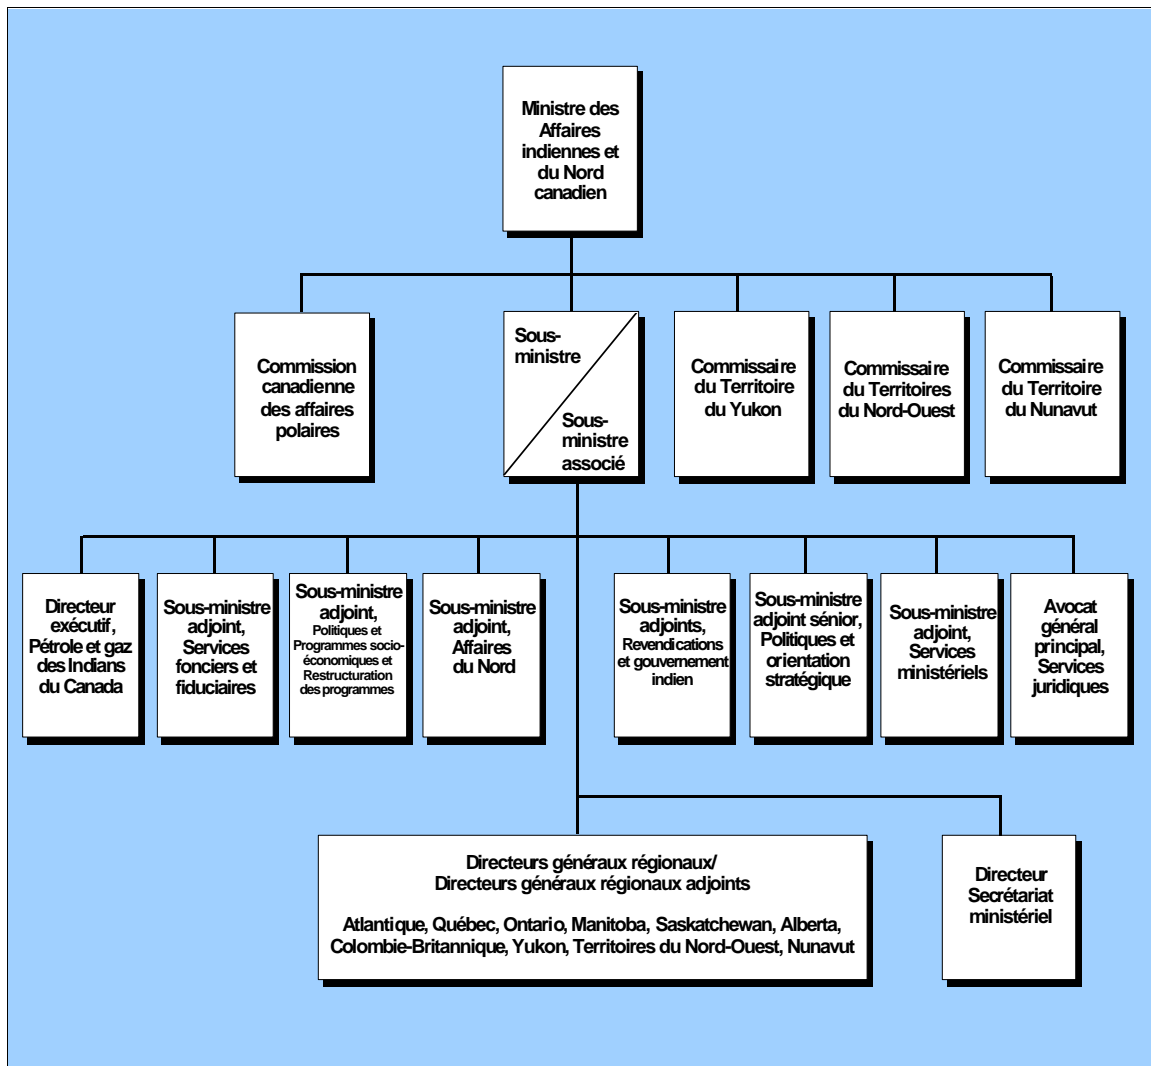 Ministre des
Affaires
indiennes et
du Nord
canadien
Commission
canadienne
des affaires
polaires
Sous-
ministre
Sous-
ministre
associé
Commissaire
du Territoire
du Yukon
Commissaire
du Territoires
du Nord-Ouest
Commissaire
du Territoire
du Nunavut
Directeur
exécutif,
Pétrole et gaz
des Indians
du Canada
Sous-ministre
adjoint,
Services
fonciers et
fiduciaires
Sous-ministre
adjoint,
Politiques et
Programmes socio-
économiques et
Restructuration
des programmes
Sous-ministre
adjoint,
Affaires
du Nord
Sous-ministre
adjoints,
Revendications
et gouvernement
indien
Sous-ministre
adjoint sénior,
Politiques et
orientation
stratégique
Sous-ministre
adjoint,
Services
ministériels
Avocat
général
principal,
Services
juridiques
Directeurs généraux régionaux/
Directeurs généraux régionaux adjoints
Atlantique, Québec, Ontario, Manitoba, Saskatchewan, Alberta,
Colombie-Britannique, Yukon, Territoires du Nord-Ouest, Nunavut
Directeur
Secrétariat
ministériel